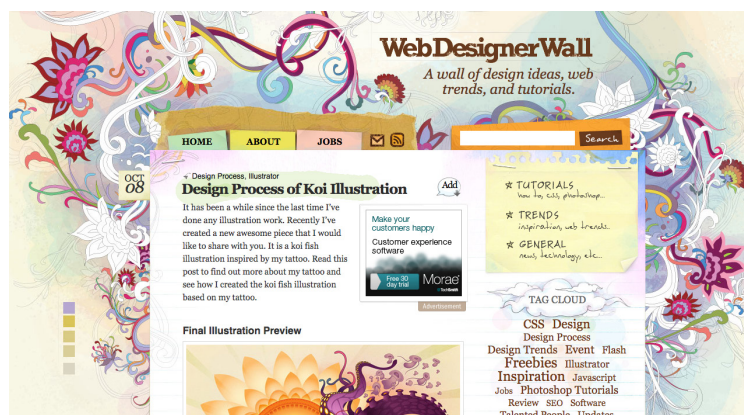 WebDesignerWall
A wall of design ideas, web
trends, and tutorials.
HOME
ABOUT
JOBS
Search
OCT
08
Design Process, Illustrator
Design Process of Koi Illustration
Add
It has been a while since the last time I've
done any illustration work. Recently I've
created a new awesome piece that I would
like to share with you. It is a koi fish
illustration inspired by my tattoo. Read this
post to find out more about my tattoo and
see how I created the koi fish illustration
based on my tattoo.
Make your
customers happy
Customer experience
software
Free 30
day trial
Morae
TechSmith
Advertisement
Final Illustration Preview
TUTORIALS
how to, css, photoshop...
TRENDS
inspiration, web trends...
GENERAL
news, technology, etc...
TAG CLOUD
CSS Design
Design Process
Design Trends Event Flash
Freebies Illustrator
Inspiration Javascript
Jobs Photoshop Tutorials
Review SEO Software
Talented People Updates